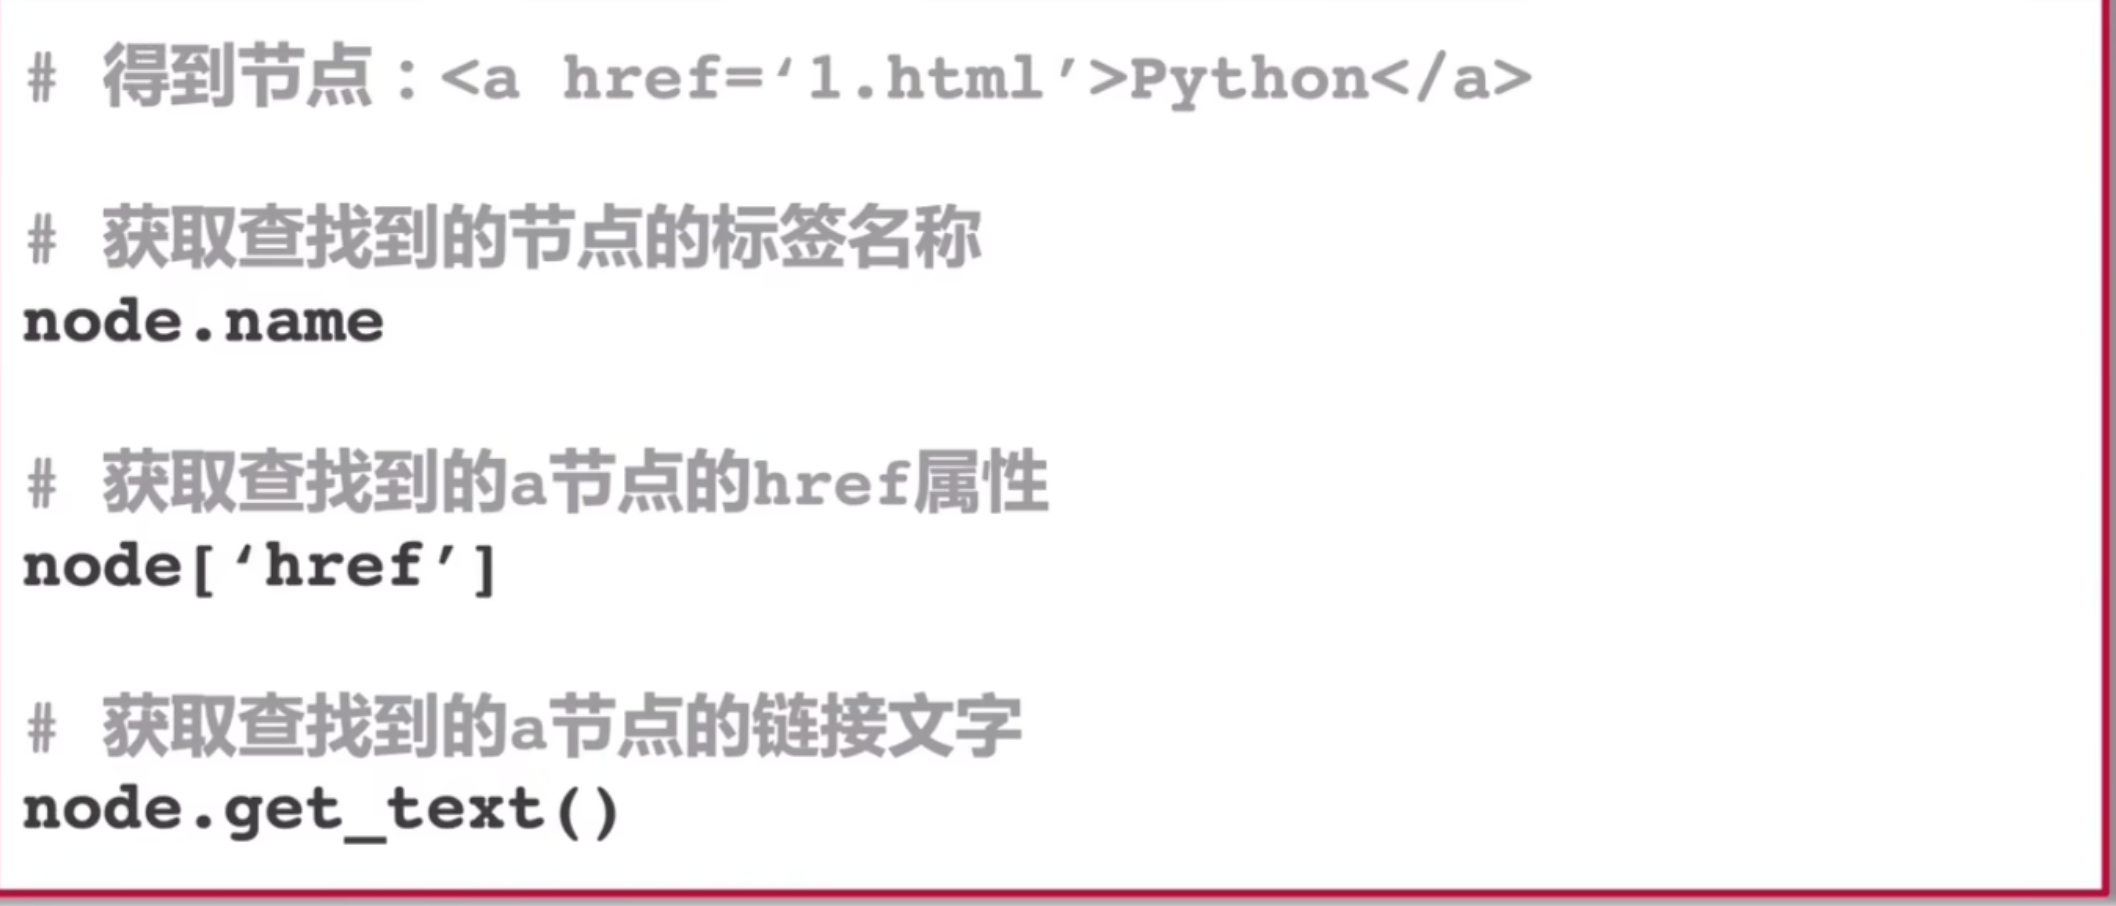 # 得到节点：<a href=‘1.html’>Python</a>
# 获取查找到的节点的标签名称
node.name
# 获取查找到的a节点的href属性
node[‘href’]
# 获取查找到的a节点的链接文字
node.get_text()